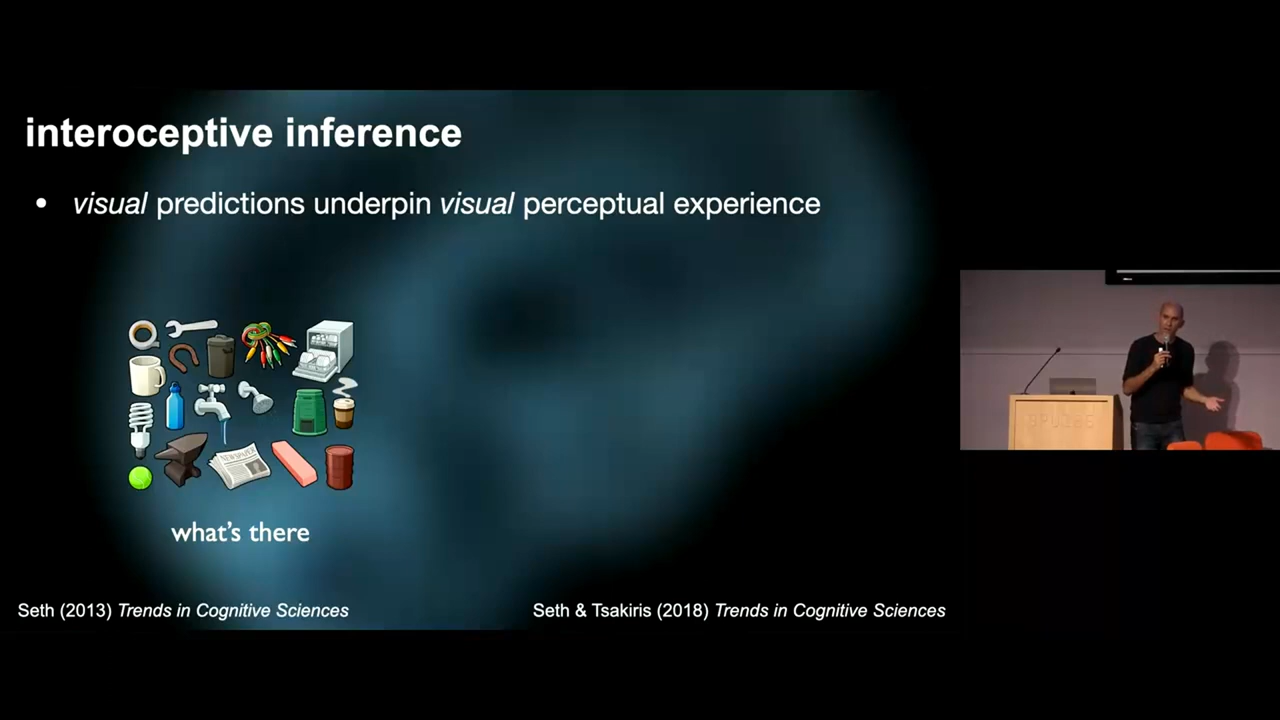 interoceptive inference
• visual predictions underpin visual perceptual experience
NEWSPAPER
what's there
Seth (2013) Trends in Cognitive Sciences
Seth & Tsakiris (2018) Trends in Cognitive Sciences